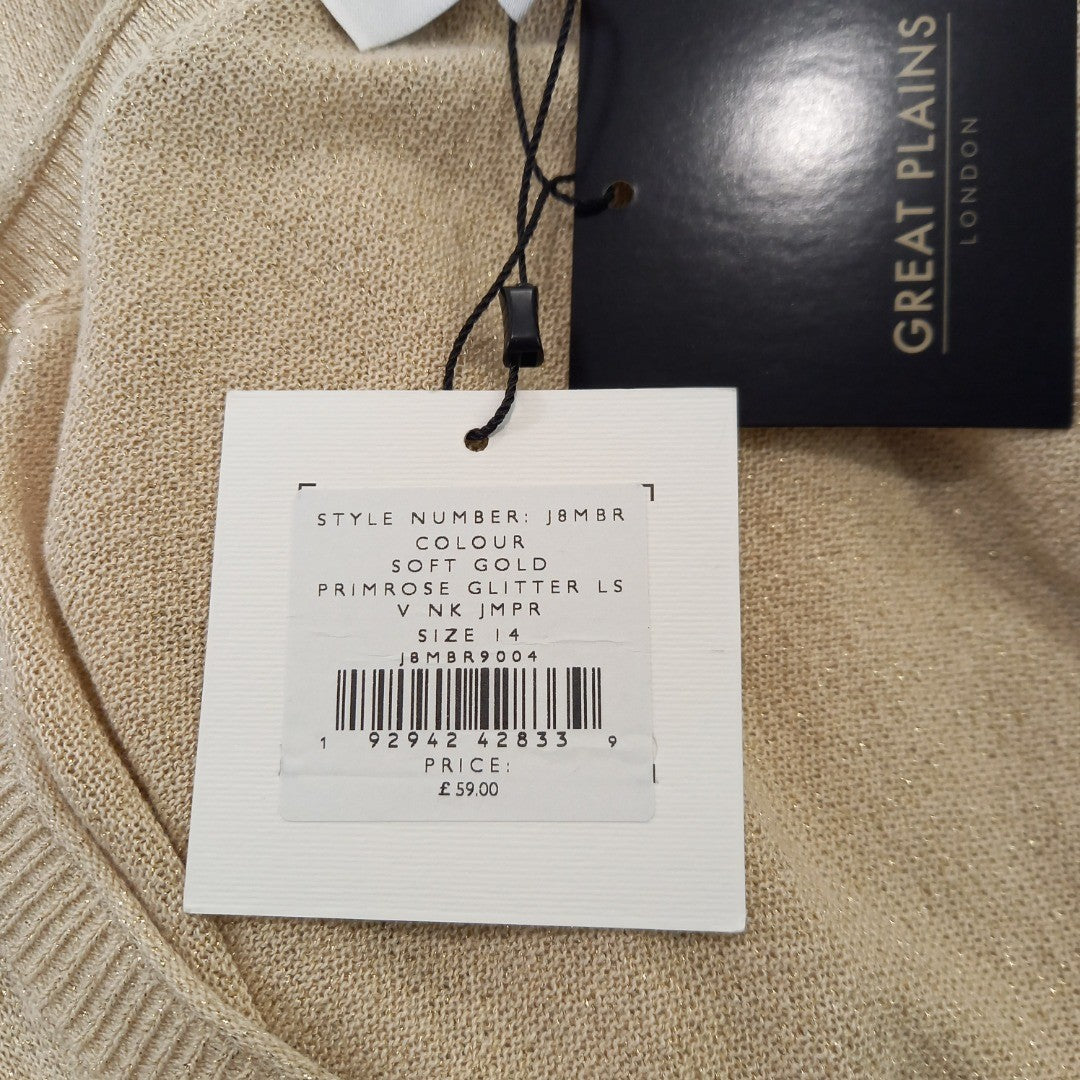 GREAT PLAINS
LONDON
STYLE NUMBER: J8MBR
COLOUR
SOFT GOLD
PRIMROSE GLITTER LS
V NK JMPR
SIZE 14
J8MBR9004
1 92942 42833 9
PRICE:
£59.00